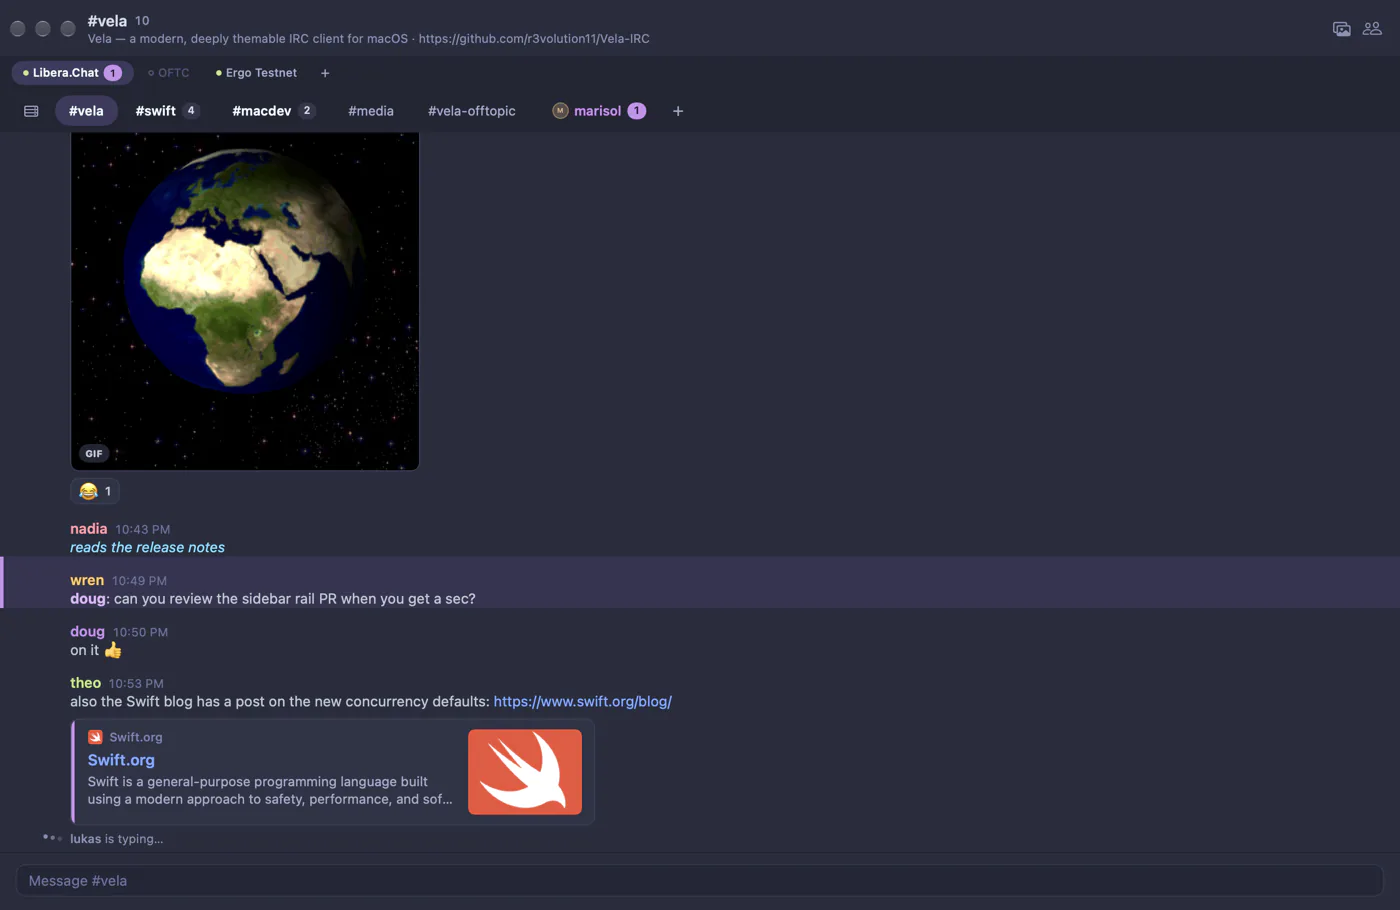 #vela 10
Vela — a modern, deeply themable IRC client for macOS · https://github.com/r3volution11/Vela-IRC
Libera.Chat 1 OFTC Ergo Testnet +
#vela #swift 4 #macdev 2 #media #vela-offtopic M marisol 1 +
GIF
😂 1
nadia 10:43 PM
reads the release notes
wren 10:49 PM
doug: can you review the sidebar rail PR when you get a sec?
doug 10:50 PM
on it 👍
theo 10:53 PM
also the Swift blog has a post on the new concurrency defaults: https://www.swift.org/blog/
Swift.org
Swift.org
Swift is a general-purpose programming language built
using a modern approach to safety, performance, and sof...
lukas is typing...
Message #vela